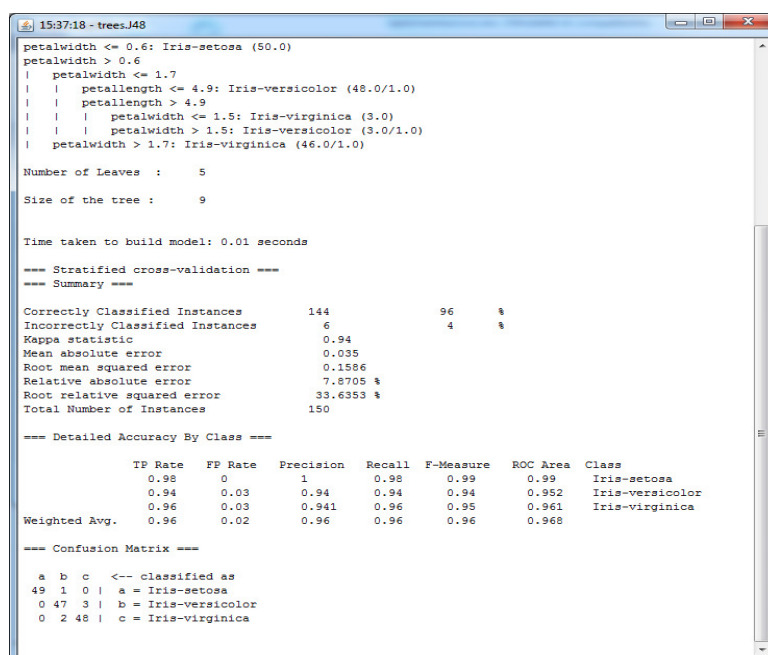 15:37:18 - trees.J48
petalwidth <= 0.6: Iris-setosa (50.0)
petalwidth > 0.6
|   petalwidth <= 1.7
|   |   petallength <= 4.9: Iris-versicolor (48.0/1.0)
|   |   petallength > 4.9
|   |   |   petalwidth <= 1.5: Iris-virginica (3.0)
|   |   |   petalwidth > 1.5: Iris-versicolor (3.0/1.0)
|   petalwidth > 1.7: Iris-virginica (46.0/1.0)
Number of Leaves  :     5
Size of the tree :      9
Time taken to build model: 0.01 seconds
=== Stratified cross-validation ===
=== Summary ===
Correctly Classified Instances         144               96      %
Incorrectly Classified Instances         6                4      %
Kappa statistic                          0.94
Mean absolute error                      0.035
Root mean squared error                  0.1586
Relative absolute error                  7.8705 %
Root relative squared error             33.6353 %
Total Number of Instances              150
=== Detailed Accuracy By Class ===
TP Rate   FP Rate   Precision   Recall  F-Measure   ROC Area  Class
0.98      0          1         0.98      0.99       0.99     Iris-setosa
0.94      0.03       0.94      0.94      0.94       0.952    Iris-versicolor
0.96      0.03       0.941     0.96      0.95       0.961    Iris-virginica
Weighted Avg.    0.96      0.02       0.96      0.96      0.96       0.968
=== Confusion Matrix ===
a  b  c   <-- classified as
49  1  0 |  a = Iris-setosa
0 47  3 |  b = Iris-versicolor
0  2 48 |  c = Iris-virginica